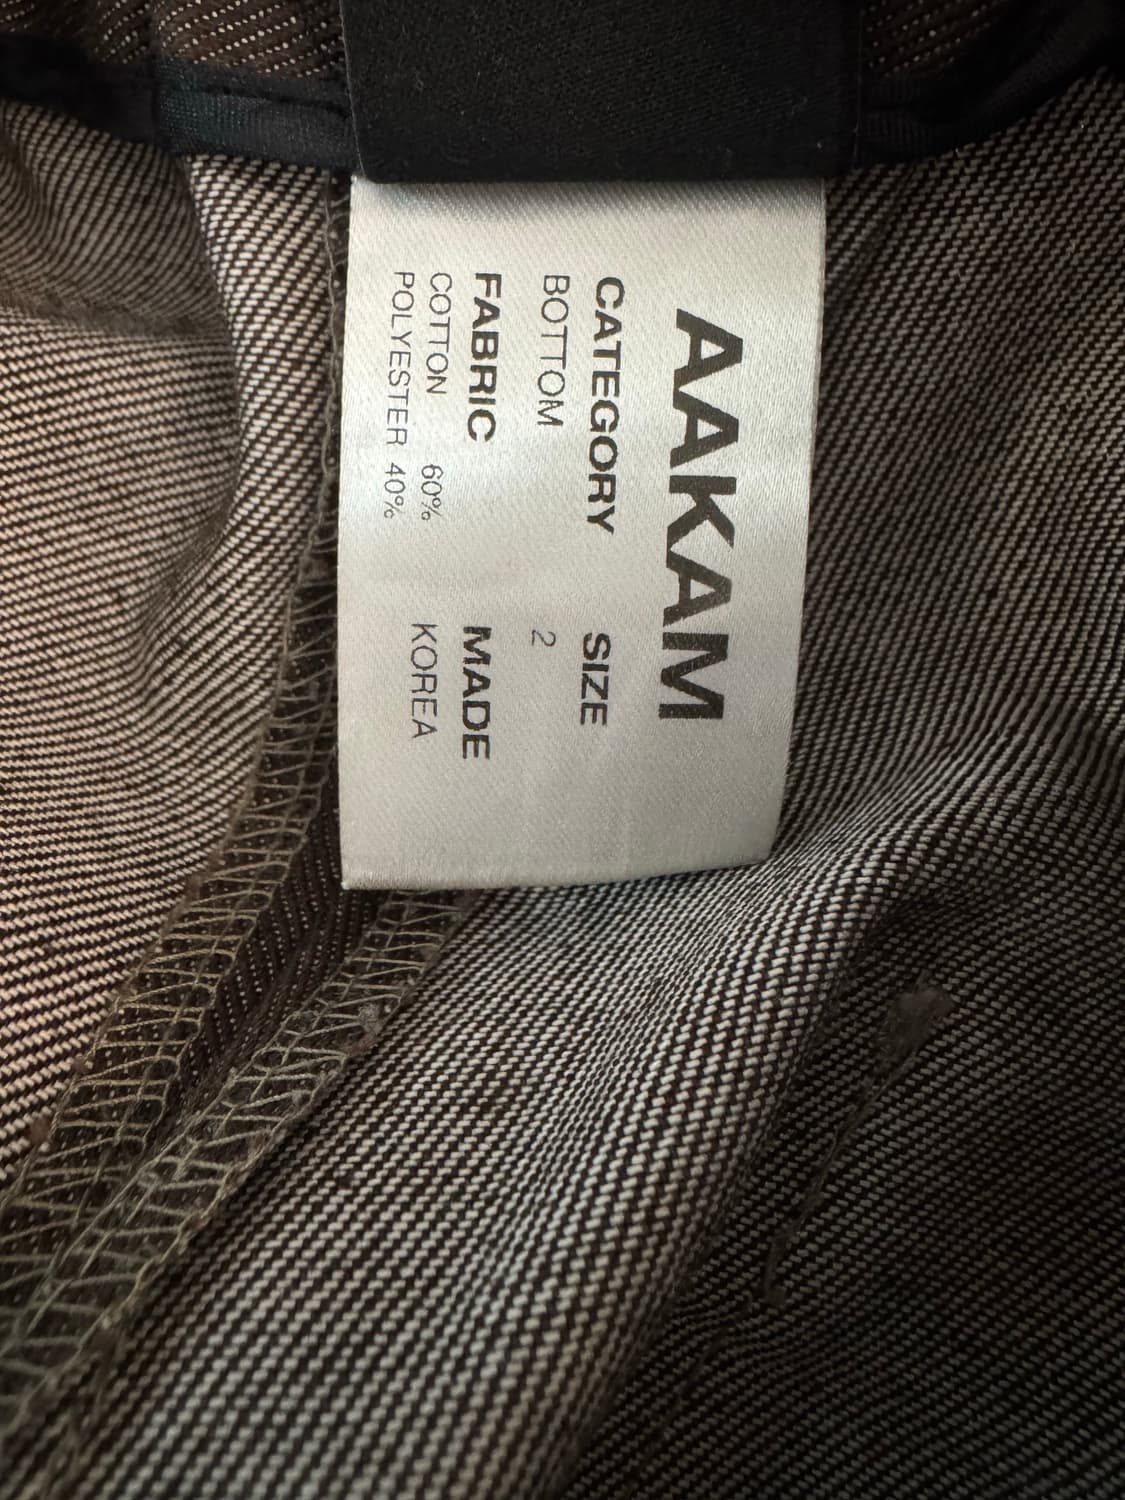 AAKAM
CATEGORY SIZE
BOTTOM 2
FABRIC MADE
COTTON 60% KOREA
POLYESTER 40%